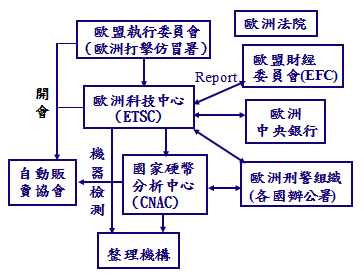 歐盟執行委員會
(歐洲打擊仿冒署)
歐洲法院
歐盟財經
委員會(EFC)
Report
開會
歐洲科技中心
(ETSC)
歐洲
中央銀行
機器檢測
自動販
賣協會
國家硬幣
分析中心
(CNAC)
歐洲刑警組織
(各國辦公署)
整理機構